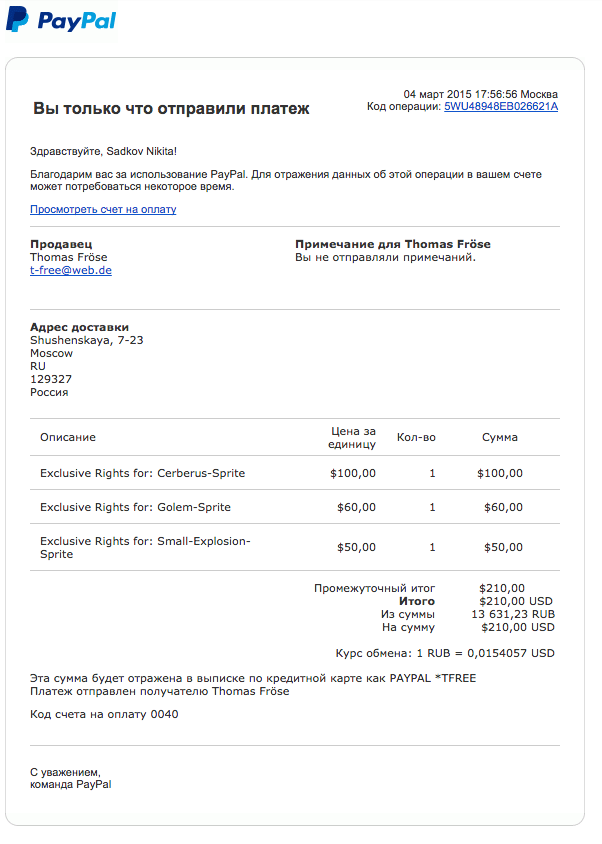 PayPal
04 март 2015 17:56:56 Москва
Вы только что отправили платеж
Код операции: 5WU48948EB026621A
Здравствуйте, Sadkov Nikita!
Благодарим вас за использование PayPal. Для отражения данных об этой операции в вашем счете
может потребоваться некоторое время.
Просмотреть счет на оплату
Продавец
Thomas Fröse
t-free@web.de
Примечание для Thomas Fröse
Вы не отправляли примечаний.
Адрес доставки
Shushenskaya, 7-23
Moscow
RU
129327
Россия
Описание Цена за единицу Кол-во Сумма
Exclusive Rights for: Cerberus-Sprite $100,00 1 $100,00
Exclusive Rights for: Golem-Sprite $60,00 1 $60,00
Exclusive Rights for: Small-Explosion-
Sprite $50,00 1 $50,00
Промежуточный итог $210,00
Итого $210,00 USD
Из суммы 13 631,23 RUB
На сумму $210,00 USD
Курс обмена: 1 RUB = 0,0154057 USD
Эта сумма будет отражена в выписке по кредитной карте как PAYPAL *TFREE
Платеж отправлен получателю Thomas Fröse
Код счета на оплату 0040
С уважением,
команда PayPal